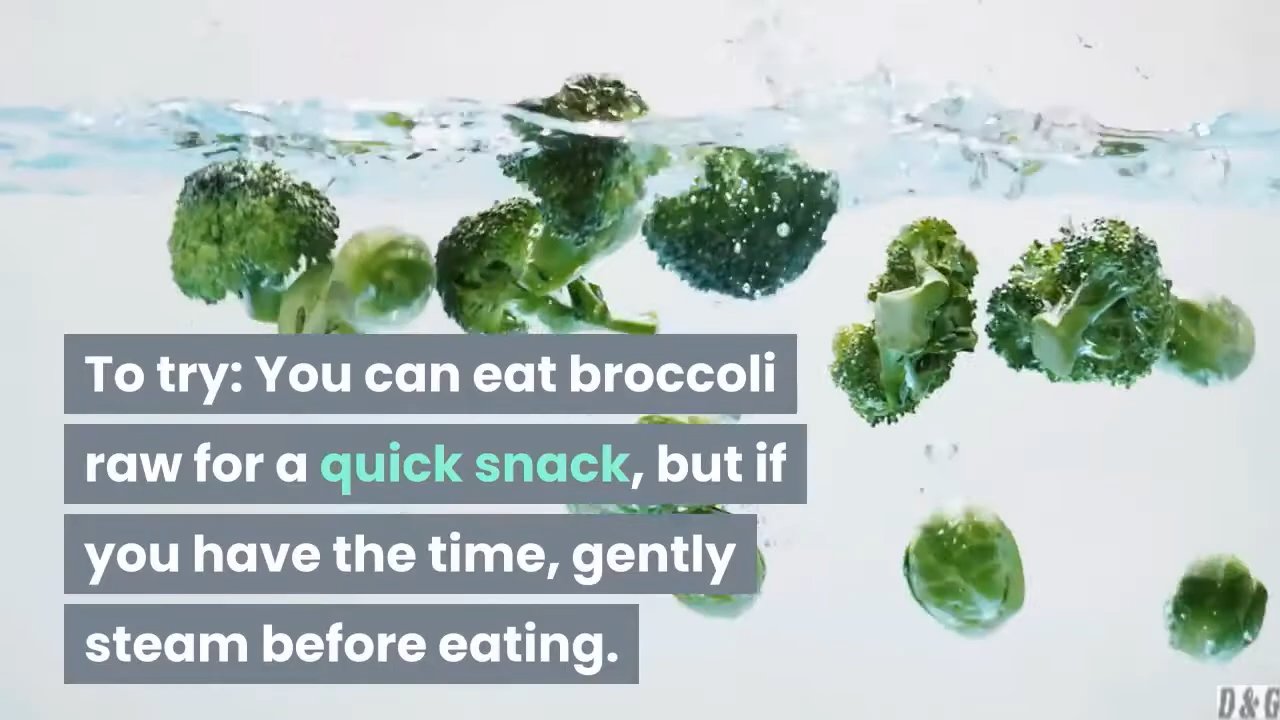 To try: You can eat broccoli
raw for a quick snack, but if
you have the time, gently
steam before eating.
D&G